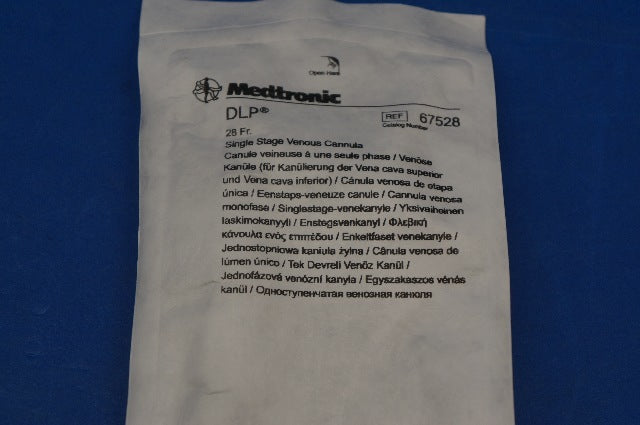 Open Here
Medtronic
DLP®
REF 67528
Catalog Number
28 Fr.
Single Stage Venous Cannula
Canule veineuse à une seule phase / Venöse
Kanüle (für Kanülierung der Vena cava superior
und Vena cava inferior) / Cánula venosa de etapa
única / Eenstaps-veneuze canule / Cannula venosa
monofase / Singlestage-venekanyle / Yksivaiheinen
laskimokanyyli / Enstegsvenkanyl / Φλεβική
κάνουλα ενός επιπέδου / Enkeltfaset venekanyle /
Jednostopniowa kaniula żylna / Cânula venosa de
lúmen único / Tek Devreli Venöz Kanül /
Jednofázová venózní kanyla / Egyszakaszos vénás
kanül / Одноступенчатая венозная канюля